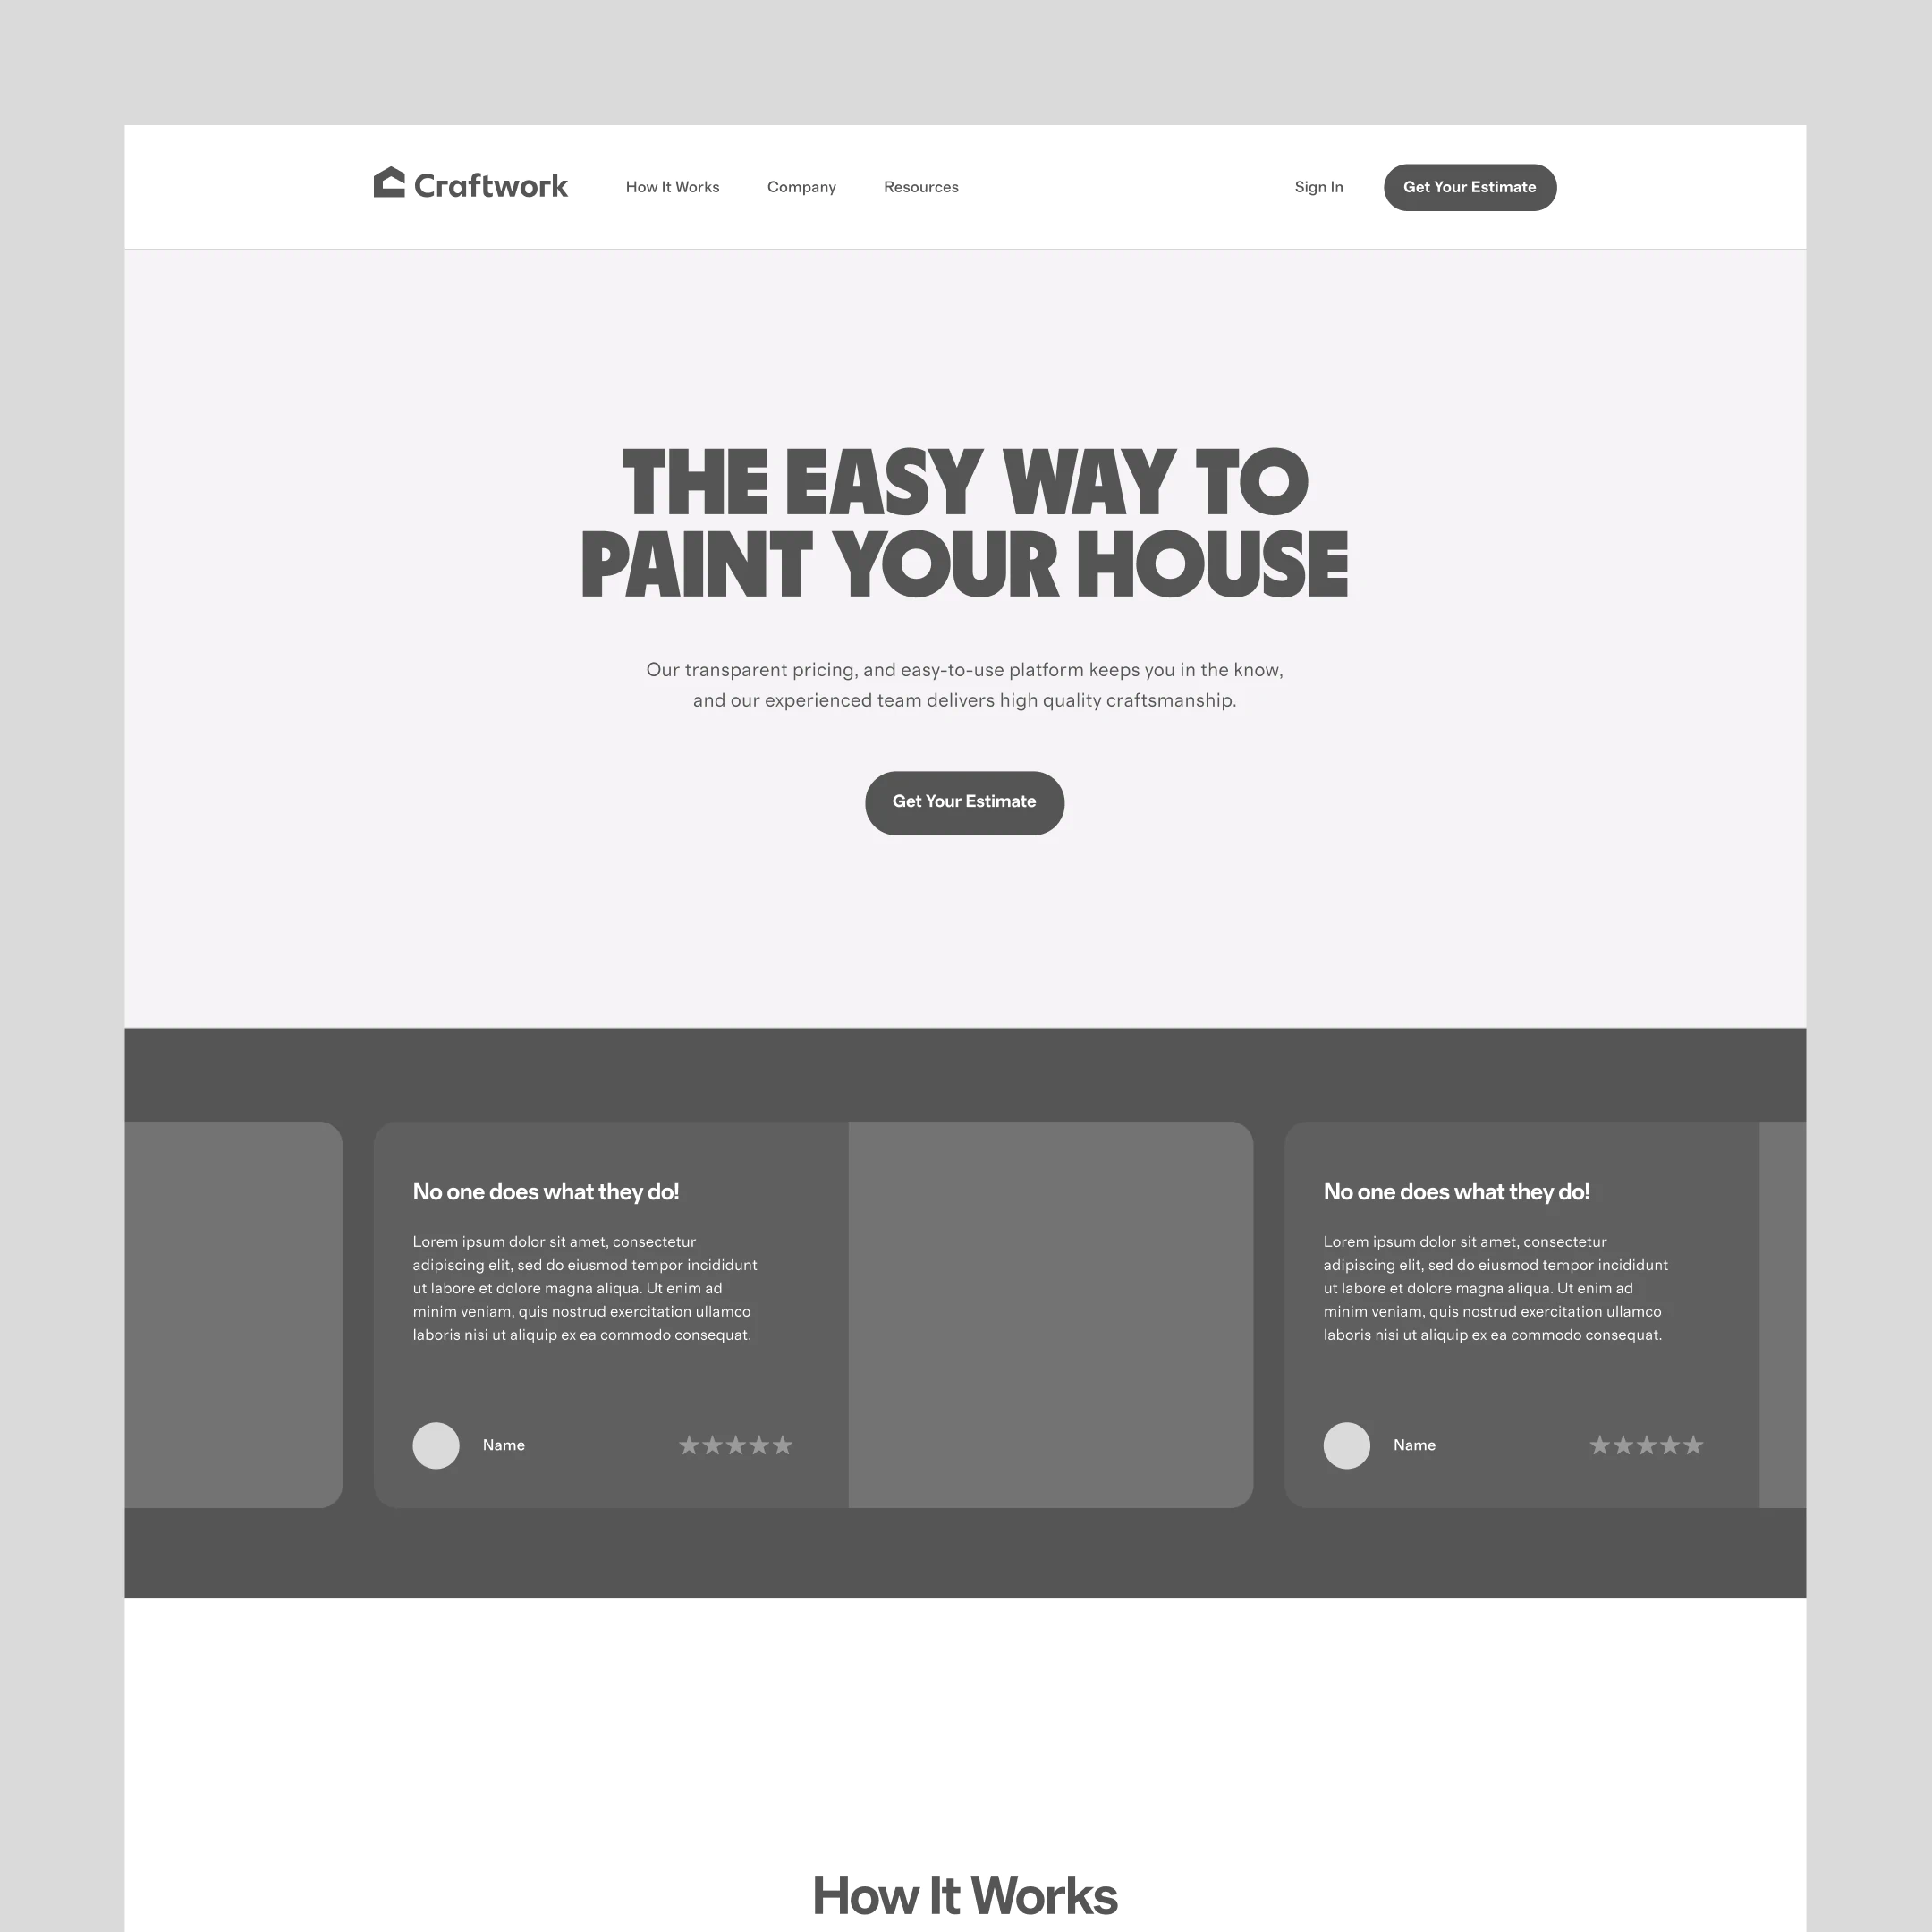 Craftwork
How It Works
Company
Resources
Sign In
Get Your Estimate
THE EASY WAY TO
PAINT YOUR HOUSE
Our transparent pricing, and easy-to-use platform keeps you in the know,
and our experienced team delivers high quality craftsmanship.
Get Your Estimate
No one does what they do!
Lorem ipsum dolor sit amet, consectetur
adipiscing elit, sed do eiusmod tempor incididunt
ut labore et dolore magna aliqua. Ut enim ad
minim veniam, quis nostrud exercitation ullamco
laboris nisi ut aliquip ex ea commodo consequat.
Name
No one does what they do!
Lorem ipsum dolor sit amet, consectetur
adipiscing elit, sed do eiusmod tempor incididunt
ut labore et dolore magna aliqua. Ut enim ad
minim veniam, quis nostrud exercitation ullamco
laboris nisi ut aliquip ex ea commodo consequat.
Name
How It Works